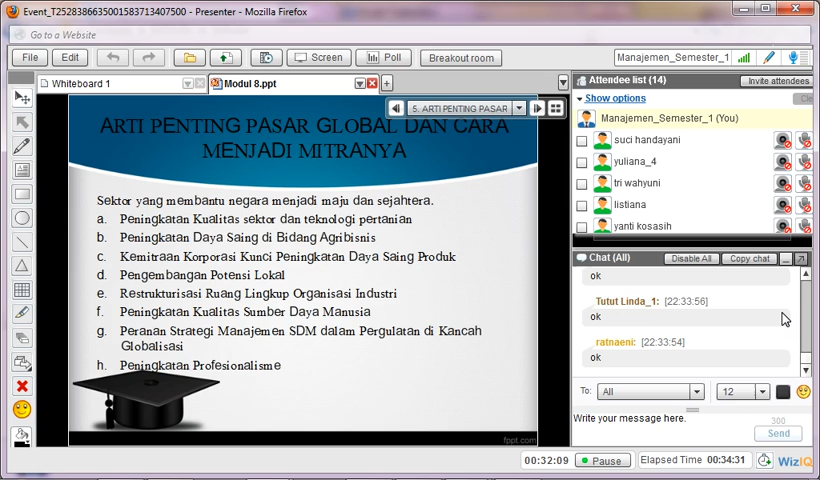 Event_T2528386635001583713407500 - Presenter - Mozilla Firefox
Go to a Website
File Edit Screen Poll Breakout room Manajemen_Semester_1
Whiteboard 1 Modul 8.ppt
5. ARTI PENTING PASAR
ARTI PENTING PASAR GLOBAL DAN CARA
MENJADI MITRANYA
Sektor yang membantu negara menjadi maju dan sejahtera.
a. Peningkatan Kualitas sektor dan teknologi pertanian
b. Peningkatan Daya Saing di Bidang Agribisnis
c. Kemitraan Korporasi Kunci Peningkatan Daya Saing Produk
d. Pengembangan Potensi Lokal
e. Restrukturisasi Ruang Lingkup Organisasi Industri
f. Peningkatan Kualitas Sumber Daya Manusia
g. Peranan Strategi Manajemen SDM dalam Pergulatan di Kancah
Globalisasi
h. Peningkatan Profesionalisme
fppt.com
Attendee list (14) Invite attendees
Show options Cle
Manajemen_Semester_1 (You)
suci handayani
yuliana_4
tri wahyuni
listiana
yanti kosasih
Chat (All) Disable All Copy chat
ok
Tutut Linda_1: [22:33:56]
ok
ratnaeni: [22:33:54]
ok
To: All 12
Write your message here.
300
Send
00:32:09 Pause Elapsed Time 00:34:31 WizIQ